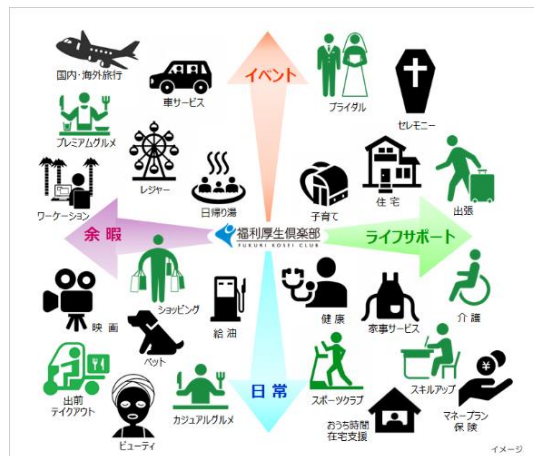 イベント
国内・海外旅行
車サービス
ブライダル
セレモニー
プレミアムグルメ
レジャー
日帰り湯
子育て
住宅
出張
ワーケーション
余暇
福利厚生倶楽部
FUKURI KOSEI CLUB
ライフサポート
映画
ショッピング
給油
健康
家事サービス
介護
ペット
出前
テイクアウト
ビューティ
カジュアルグルメ
日常
スポーツクラブ
スキルアップ
おうち時間
在宅支援
¥
マネープラン
保険
イメージ